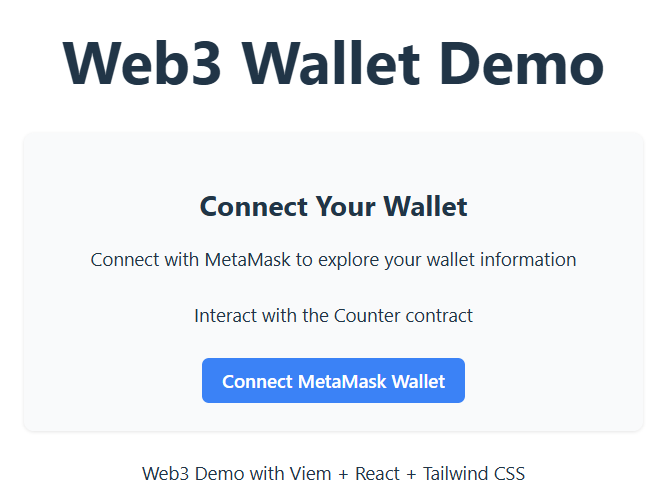 Web3 Wallet Demo
Connect Your Wallet
Connect with MetaMask to explore your wallet information
Interact with the Counter contract
Connect MetaMask Wallet
Web3 Demo with Viem + React + Tailwind CSS